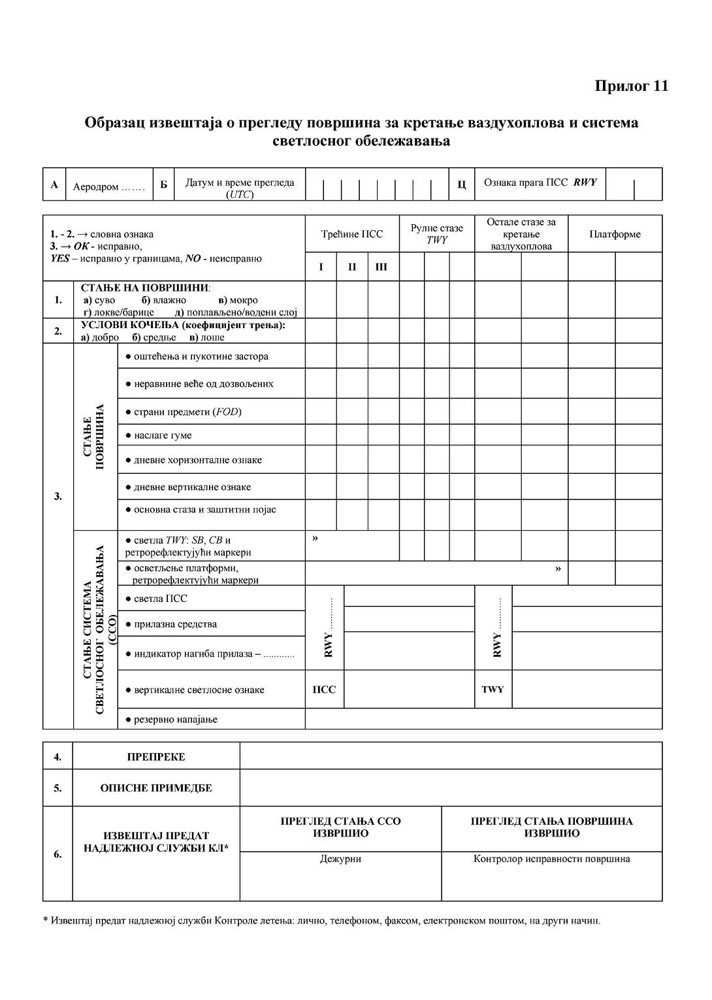 Прилог 11
Образац извештаја о прегледу површина за кретање ваздухоплова и система
светлосног обележавања
А
Аеродром …….
Б
Датум и време прегледа
(UTC)
Ц
Ознака прага ПСС RWY
1. - 2. → словна ознака
3. → OK - исправно,
YES – исправно у границама, NO - неисправно
Трећине ПСС
Рулне стазе
TWY
Остале стазе за
кретање
ваздухоплова
Платформе
I
II
III
1.
СТАЊЕ НА ПОВРШИНИ:
а) суво б) влажно в) мокро
г) локве/барице д) поплављено/водени слој
2.
УСЛОВИ КОЧЕЊА (коефицијент трења):
а) добро б) средње в) лоше
3.
СТАЊЕ
ПОВРШИНА
● оштећења и пукотине застора
● неравнине веће од дозвољених
● страни предмети (FOD)
● наслаге гуме
● дневне хоризонталне ознаке
● дневне вертикалне ознаке
● основна стаза и заштитни појас
СТАЊЕ СИСТЕМА
СВЕТЛОСНОГ ОБЕЛЕЖАВАЊА
(ССО)
● светла TWY: SB, CB и
ретрорефлектујући маркери
»
● осветљење платформи,
ретрорефлектујући маркери
»
● светла ПСС
● прилазна средства
● индикатор нагиба прилаза – ............
RWY ............
RWY ............
● вертикалне светлосне ознаке
ПСС
TWY
● резервно напајање
4.
ПРЕПРЕКЕ
5.
ОПИСНЕ ПРИМЕДБЕ
6.
ИЗВЕШТАЈ ПРЕДАТ
НАДЛЕЖНОЈ СЛУЖБИ КЛ*
ПРЕГЛЕД СТАЊА ССО
ИЗВРШИО
ПРЕГЛЕД СТАЊА ПОВРШИНА
ИЗВРШИО
Дежурни
Контролор исправности површина
* Извештај предат надлежној служби Контроле летења: лично, телефоном, факсом, електронском поштом, на други начин.